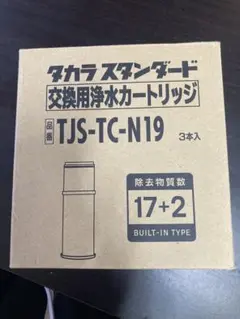 タカラスタンダード
交換用浄水カートリッジ
品番 TJS-TC-N19 3本入
除去物質数
17+2
BUILT-IN TYPE